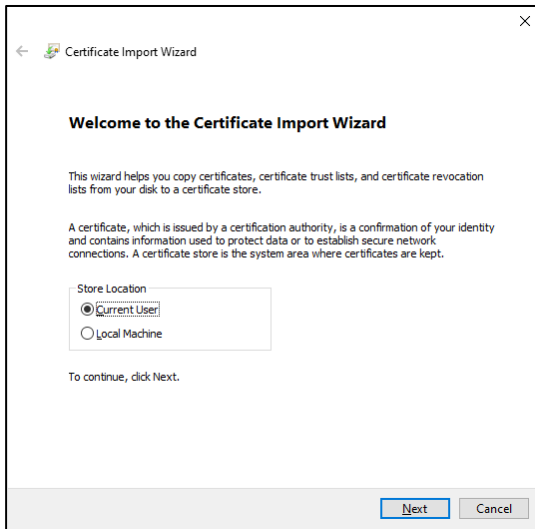 Certificate Import Wizard
Welcome to the Certificate Import Wizard
This wizard helps you copy certificates, certificate trust lists, and certificate revocation
lists from your disk to a certificate store.
A certificate, which is issued by a certification authority, is a confirmation of your identity
and contains information used to protect data or to establish secure network
connections. A certificate store is the system area where certificates are kept.
Store Location
Current User
Local Machine
To continue, click Next.
Next Cancel